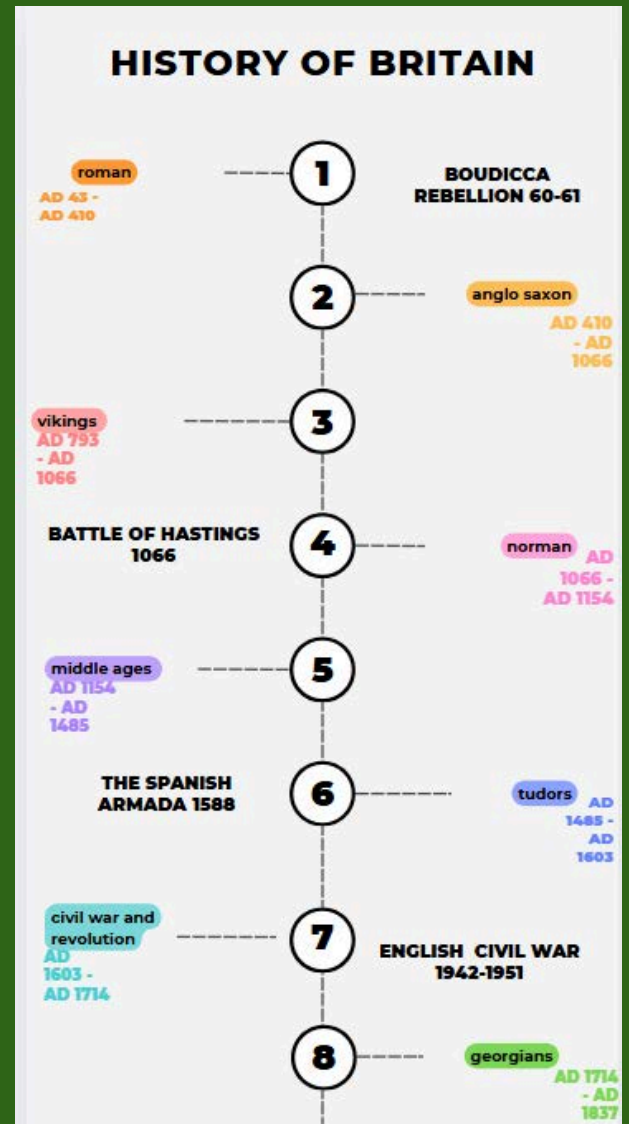 HISTORY OF BRITAIN
1
roman
AD 43 -
AD 410
BOUDICCA
REBELLION 60-61
2
anglo saxon
AD 410
- AD
1066
3
vikings
AD 793
- AD
1066
4
BATTLE OF HASTINGS
1066
norman
AD
1066 -
AD 1154
5
middle ages
AD 1154
- AD
1485
6
THE SPANISH
ARMADA 1588
tudors
AD
1485 -
AD
1603
7
civil war and
revolution
AD
1603 -
AD 1714
ENGLISH CIVIL WAR
1942-1951
8
georgians
AD 1714
- AD
1837